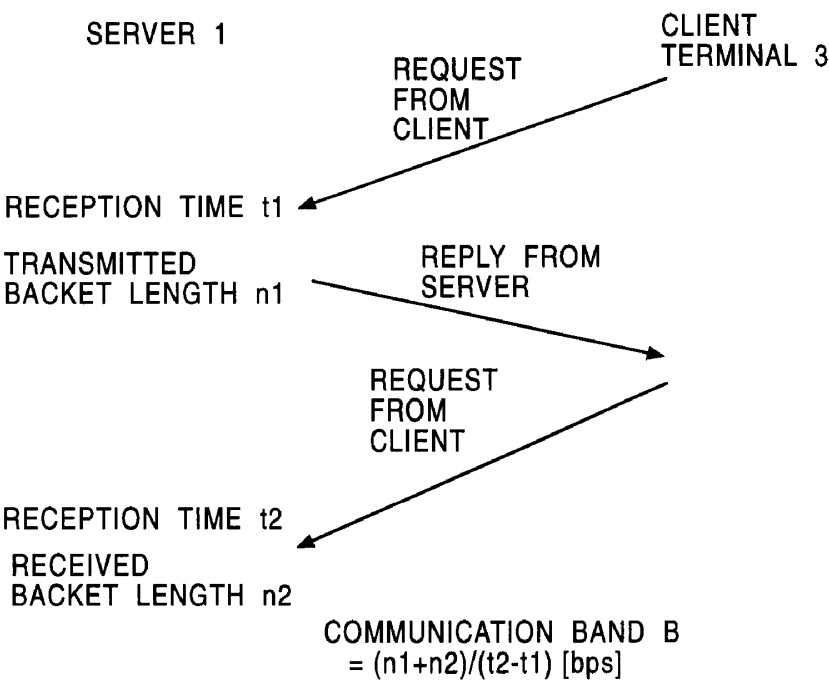 SERVER 1
CLIENT
TERMINAL 3
REQUEST
FROM
CLIENT
RECEPTION TIME t1
TRANSMITTED
BACKET LENGTH n1
REPLY FROM
SERVER
REQUEST
FROM
CLIENT
RECEPTION TIME t2
RECEIVED
BACKET LENGTH n2
COMMUNICATION BAND B
= (n1+n2)/(t2-t1) [bps]